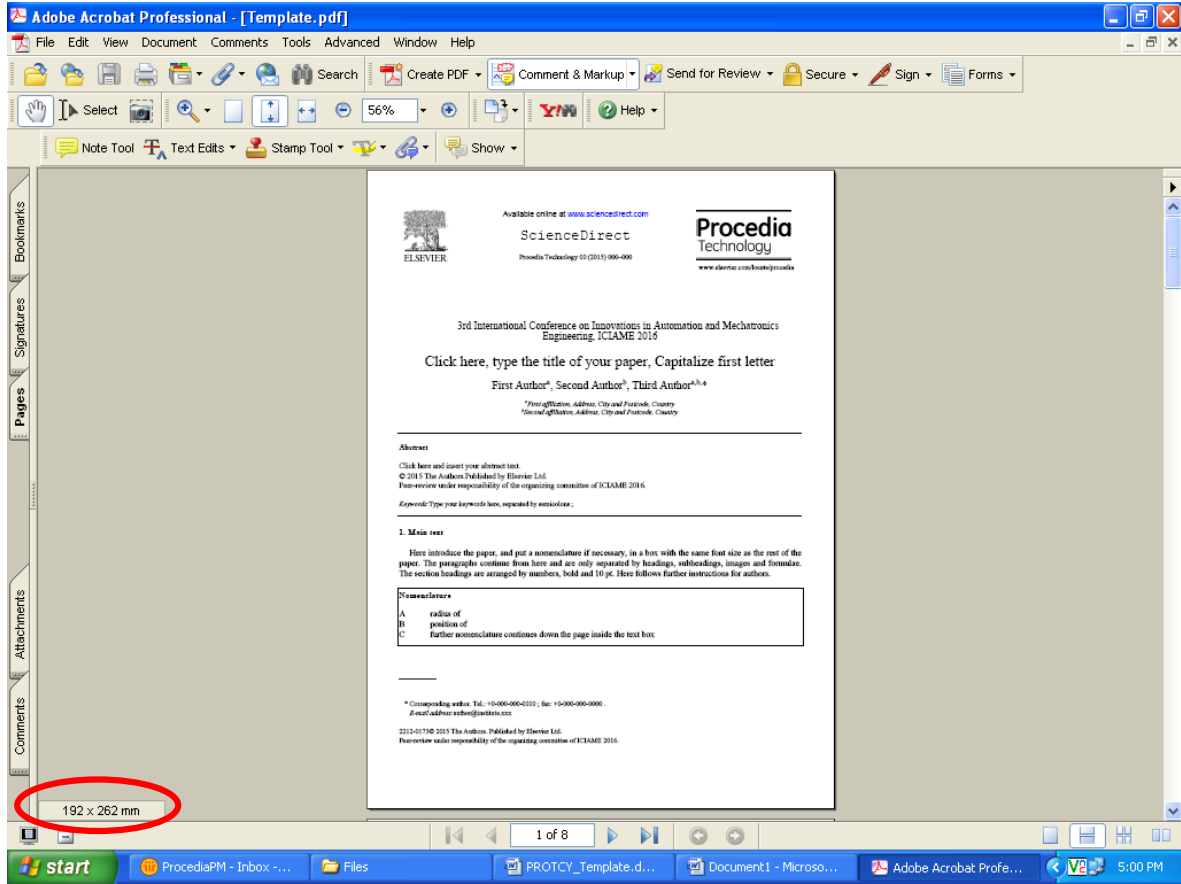 Adobe Acrobat Professional - [Template.pdf]
File Edit View Document Comments Tools Advanced Window Help
Search Create PDF Comment & Markup Send for Review Secure Sign Forms
Select 56% Y! Help
Note Tool Text Edits Stamp Tool Show
Bookmarks
Signatures
Pages
Attachments
Comments
ELSEVIER
Available online at www.sciencedirect.com
ScienceDirect
Procedia Technology 00 (2015) 000–000
Procedia
Technology
www.elsevier.com/locate/procedia
3rd International Conference on Innovations in Automation and Mechatronics
Engineering, ICIAME 2016
Click here, type the title of your paper, Capitalize first letter
First Authorᵃ, Second Authorᵇ, Third Authorᵃ,ᵇ,*
ᵃFirst affiliation, Address, City and Postcode, Country
ᵇSecond affiliation, Address, City and Postcode, Country
Abstract
Click here and insert your abstract text.
© 2015 The Authors. Published by Elsevier Ltd.
Peer-review under responsibility of the organizing committee of ICIAME 2016.
Keywords: Type your keywords here, separated by semicolons ;
1. Main text
Here introduce the paper, and put a nomenclature if necessary, in a box with the same font size as the rest of the
paper. The paragraphs continue from here and are only separated by headings, subheadings, images and formulae.
The section headings are arranged by numbers, bold and 10 pt. Here follows further instructions for authors.
Nomenclature
A radius of
B position of
C further nomenclature continues down the page inside the text box
* Corresponding author. Tel.: +0-000-000-0000 ; fax: +0-000-000-0000 .
E-mail address: author@institute.xxx
2212-0173© 2015 The Authors. Published by Elsevier Ltd.
Peer-review under responsibility of the organizing committee of ICIAME 2016.
192 x 262 mm
1 of 8
start ProcediaPM - Inbox -... Files PROTCY_Template.d... Document1 - Microso... Adobe Acrobat Profe... 5:00 PM